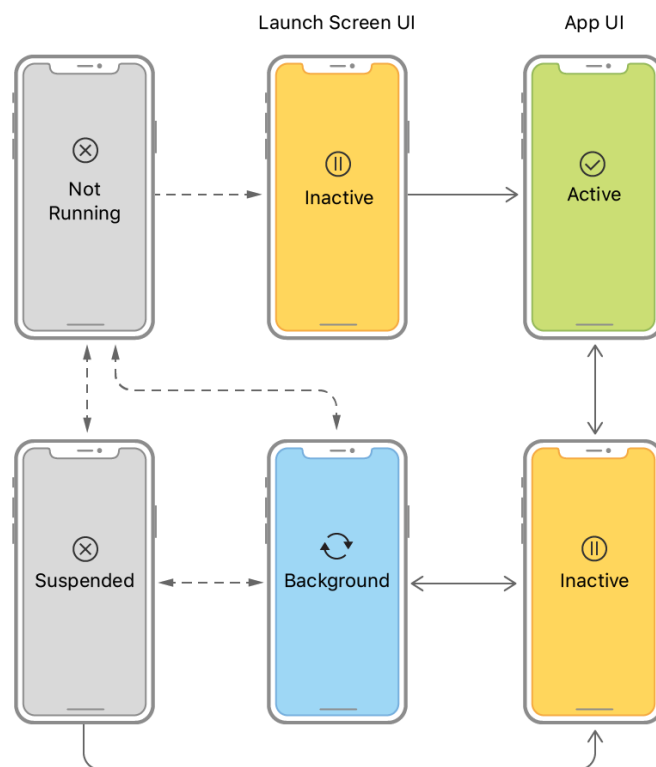 Launch Screen UI
App UI
Not
Running
Inactive
Active
Suspended
Background
Inactive